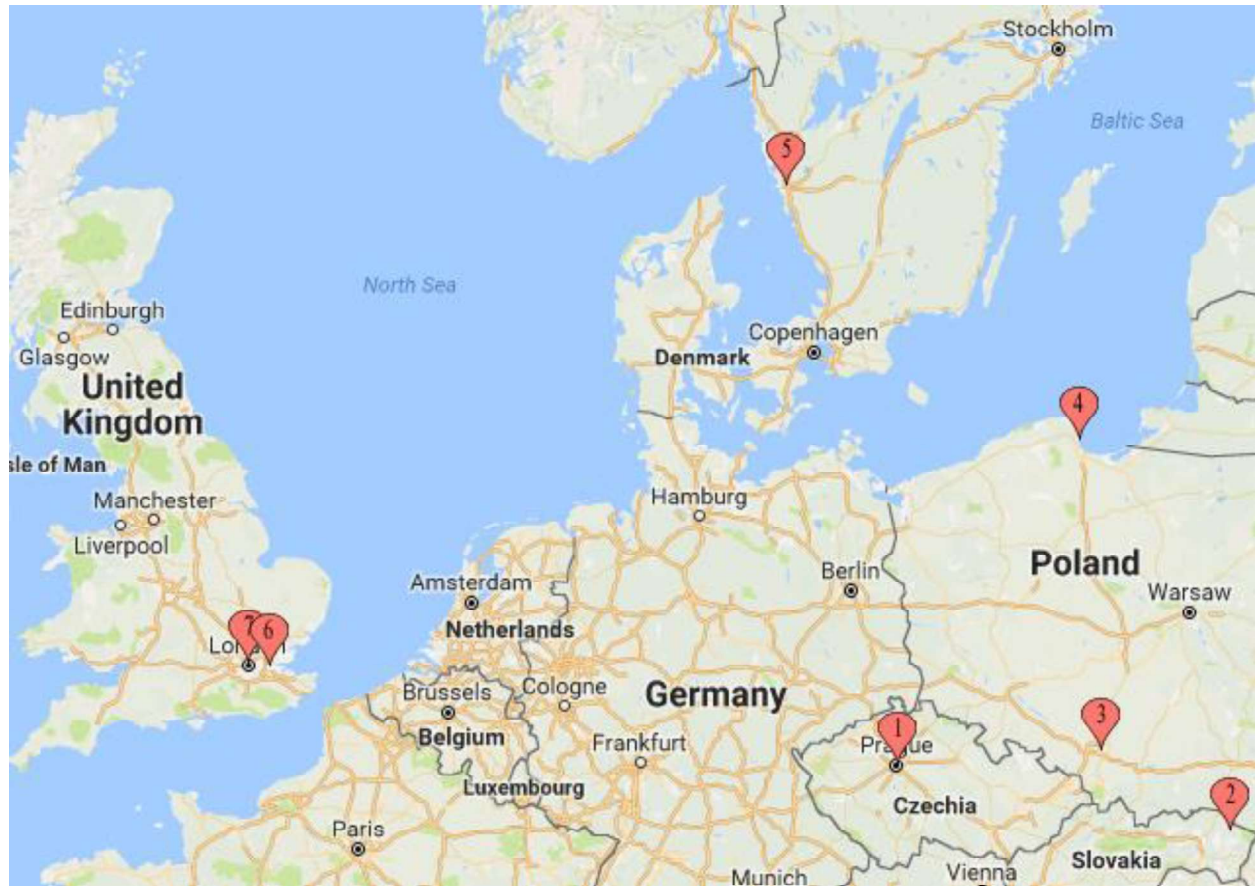 Stockholm
Baltic Sea
5
North Sea
Edinburgh
Glasgow
Copenhagen
Denmark
United
Kingdom
4
sle of Man
Manchester
Liverpool
Hamburg
Poland
Berlin
Amsterdam
Warsaw
Netherlands
7
6
Brussels
Cologne
Germany
Belgium
3
1
Frankfurt
Luxembourg
Czechia
2
Paris
Slovakia
Munich
Vienna